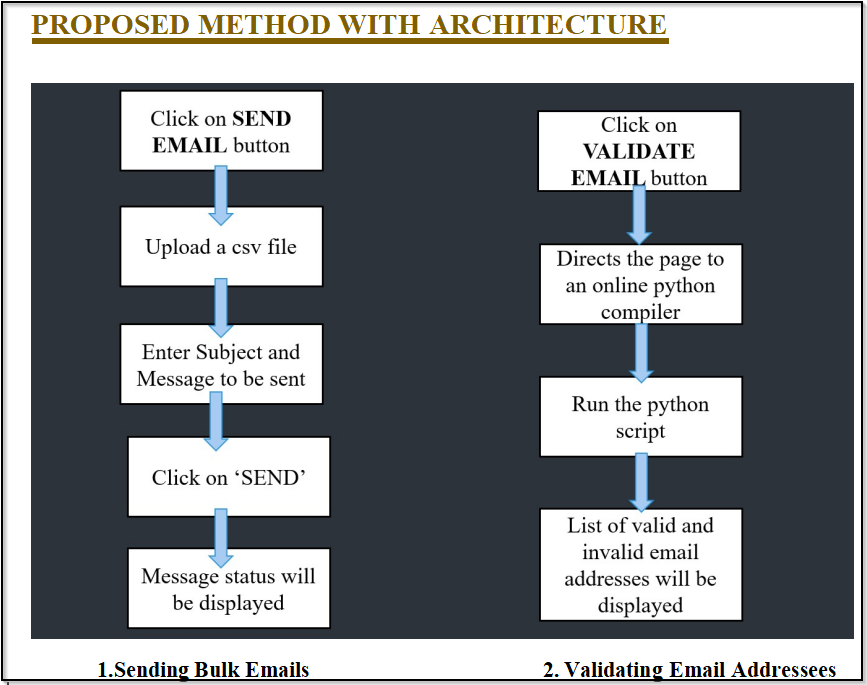 PROPOSED METHOD WITH ARCHITECTURE
Click on SEND
EMAIL button
Upload a csv file
Enter Subject and
Message to be sent
Click on ‘SEND’
Message status will
be displayed
Click on
VALIDATE
EMAIL button
Directs the page to
an online python
compiler
Run the python
script
List of valid and
invalid email
addresses will be
displayed
1.Sending Bulk Emails
2. Validating Email Addressees